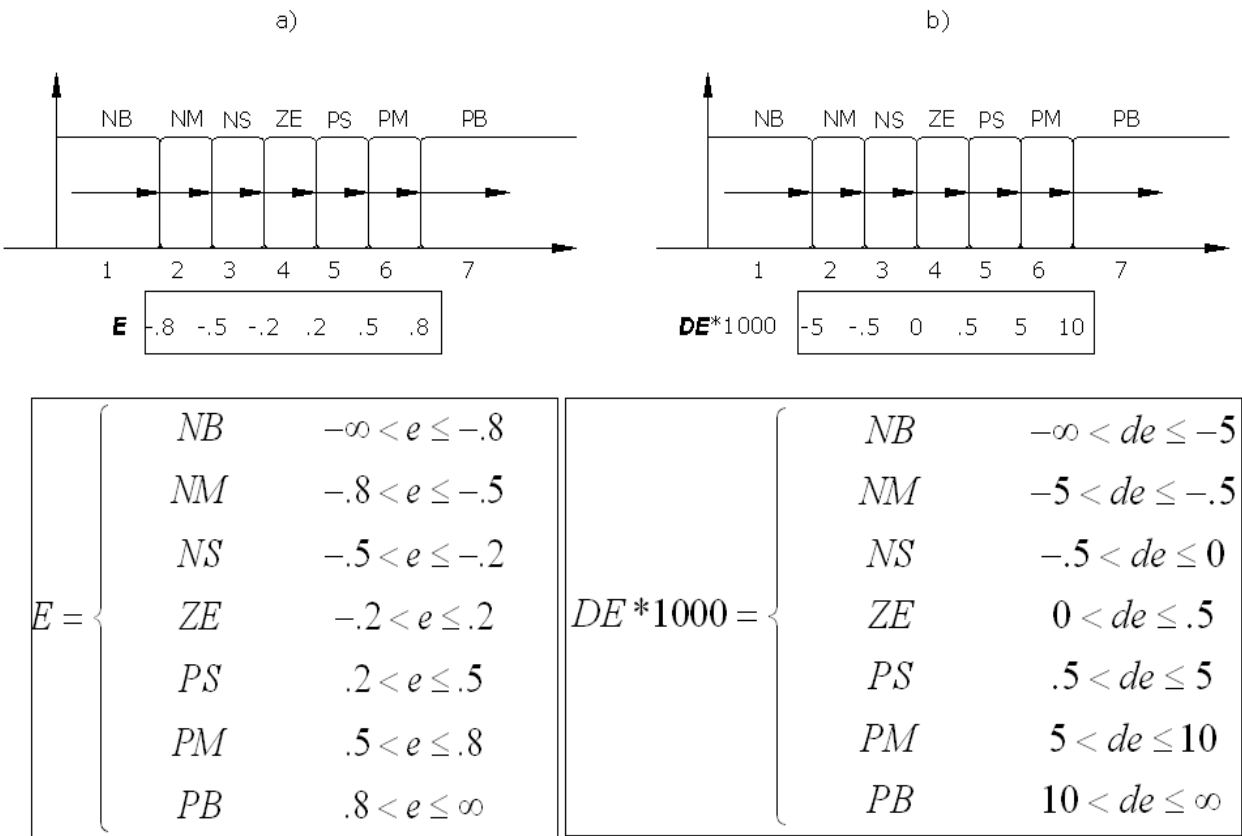 a)
NB NM NS ZE PS PM PB
1 2 3 4 5 6 7
E -.8 -.5 -.2 .2 .5 .8
b)
NB NM NS ZE PS PM PB
1 2 3 4 5 6 7
DE*1000 -5 -.5 0 .5 5 10
E =
NB −∞ < e ≤ −.8
NM −.8 < e ≤ −.5
NS −.5 < e ≤ −.2
ZE −.2 < e ≤ .2
PS .2 < e ≤ .5
PM .5 < e ≤ .8
PB .8 < e ≤ ∞
DE *1000 =
NB −∞ < de ≤ −5
NM −5 < de ≤ −.5
NS −.5 < de ≤ 0
ZE 0 < de ≤ .5
PS .5 < de ≤ 5
PM 5 < de ≤ 10
PB 10 < de ≤ ∞